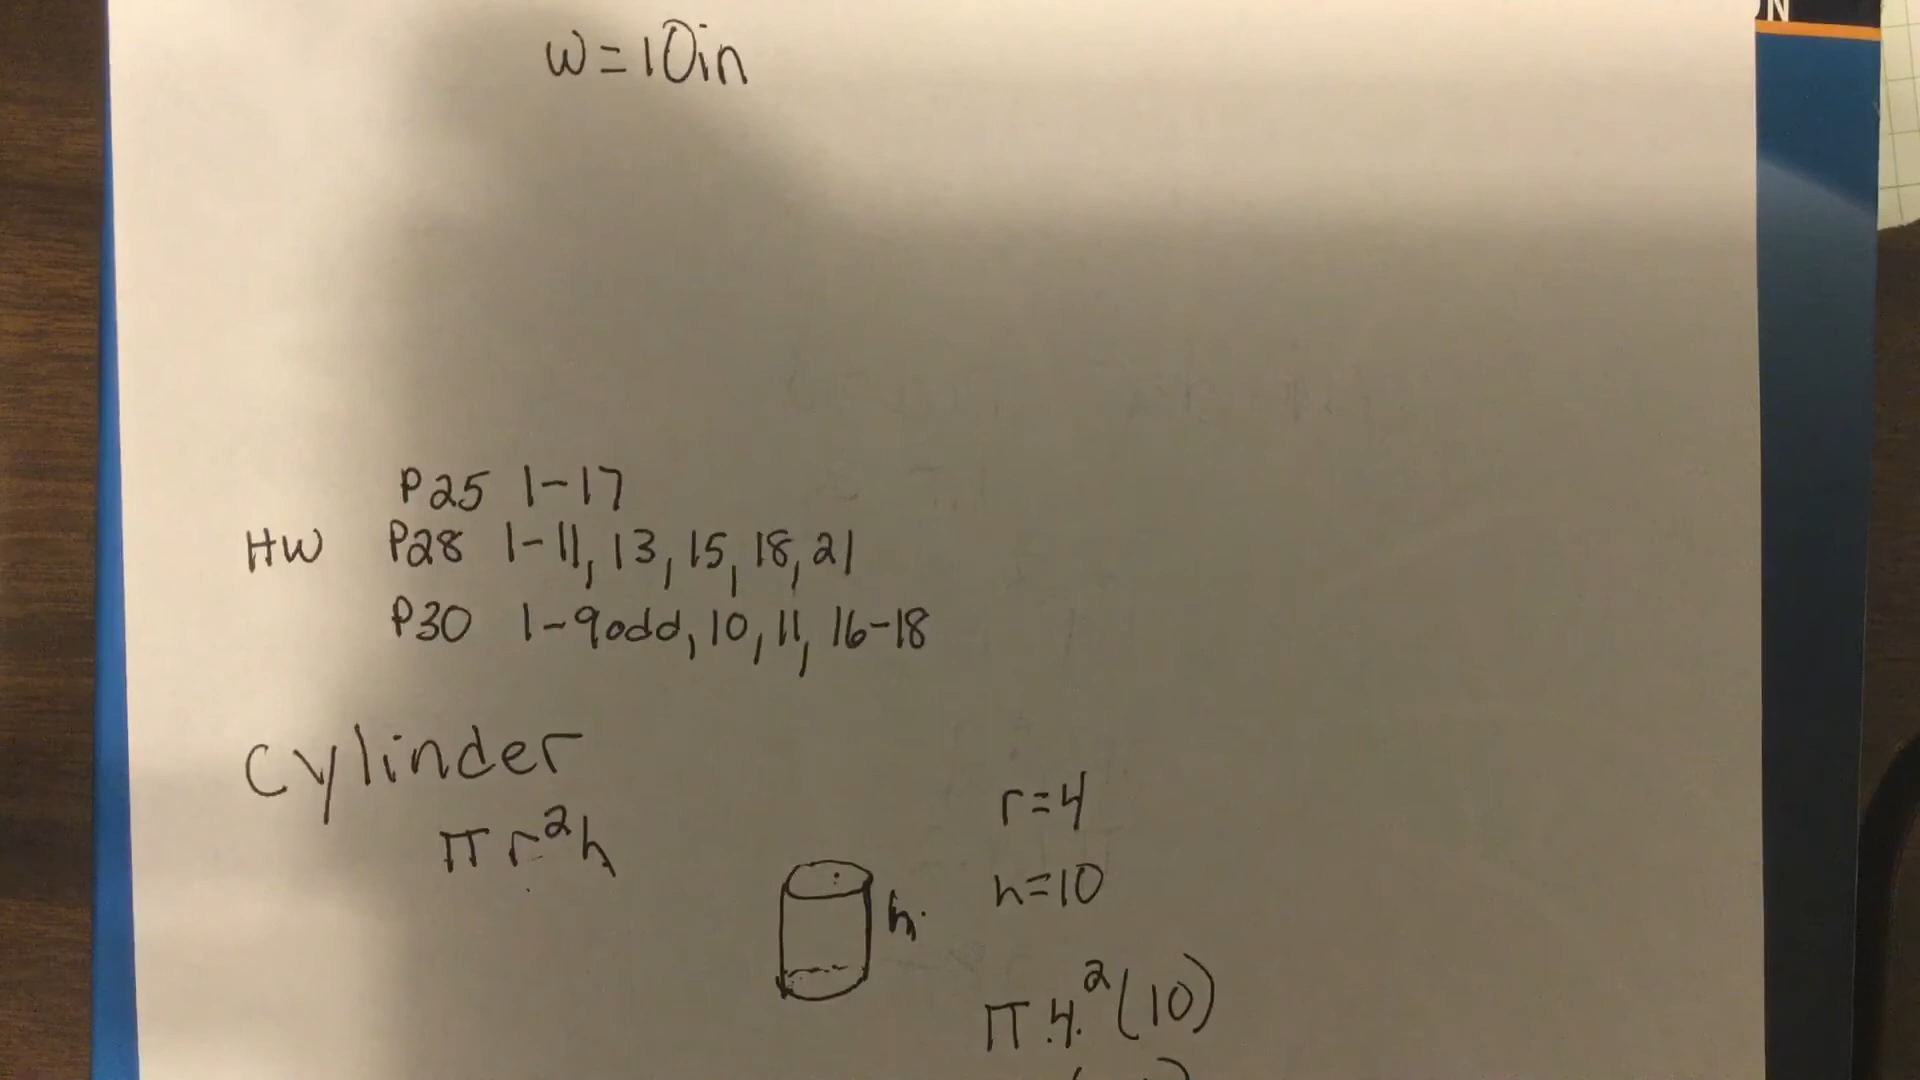 N
w=10in
P25 1-17
HW P28 1-11, 13, 15, 18, 21
P30 1-9odd, 10, 11, 16-18
cylinder
πr²h
r=4
h
h=10
π·4²(10)